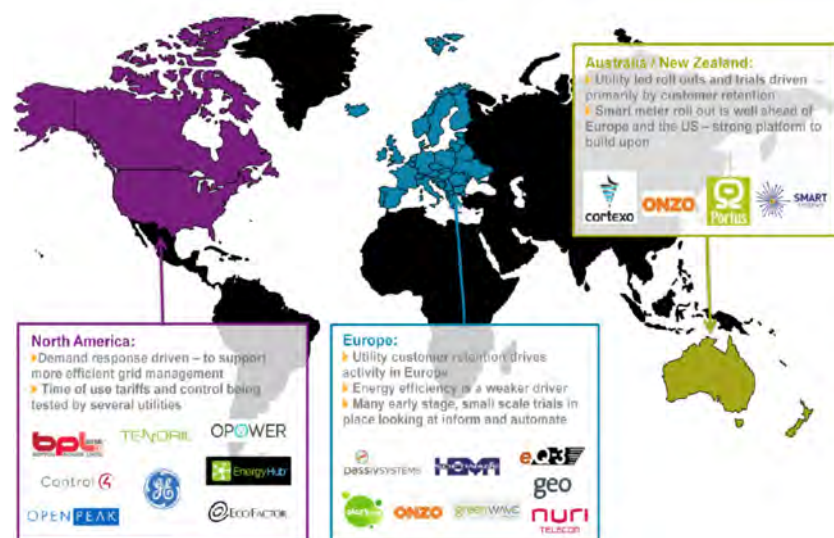 Australia / New Zealand:
Utility led roll outs and trials driven –
primarily by customer retention
Smart meter roll out is well ahead of
Europe and the US – strong platform to
build upon
cortexo
ONZO
Portus
SMART
North America:
Demand response driven – to support
more efficient grid management
Time of use tariffs and control being
tested by several utilities
bpl
TENDRIL
OPOWER
Control4
GE
EnergyHub
OPENPEAK
ECOFACTOR
Europe:
Utility customer retention drives
activity in Europe
Energy efficiency is a weaker driver
Many early stage, small scale trials in
place looking at inform and automate
passivsystems
eQ-3
geo
ONZO
greenwave
nuri
TELECOM